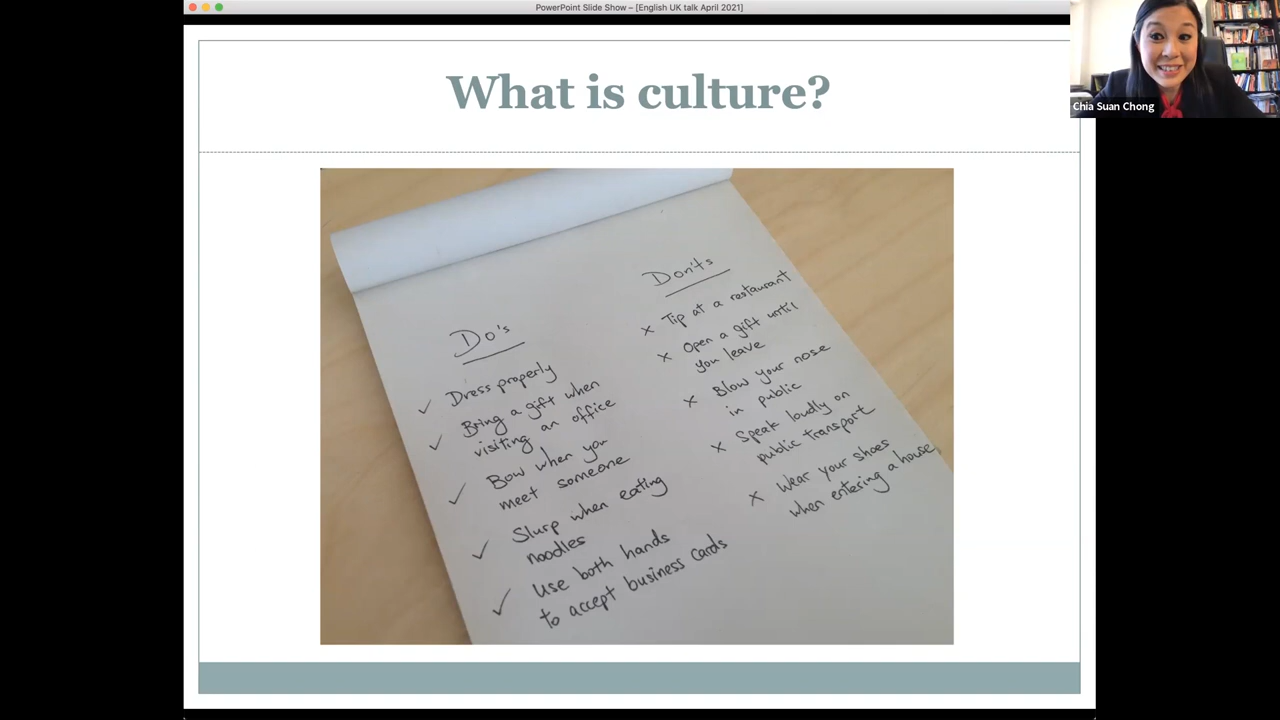 PowerPoint Slide Show – [English UK talk April 2021]
Chia Suan Chong
What is culture?
Do's
✓ Dress properly
✓ Bring a gift when
visiting an office
✓ Bow when you
meet someone
✓ Slurp when eating
noodles
✓ Use both hands
to accept business cards
Don'ts
× Tip at a restaurant
× Open a gift until
you leave
× Blow your nose
in public
× Speak loudly on
public transport
× Wear your shoes
when entering a house